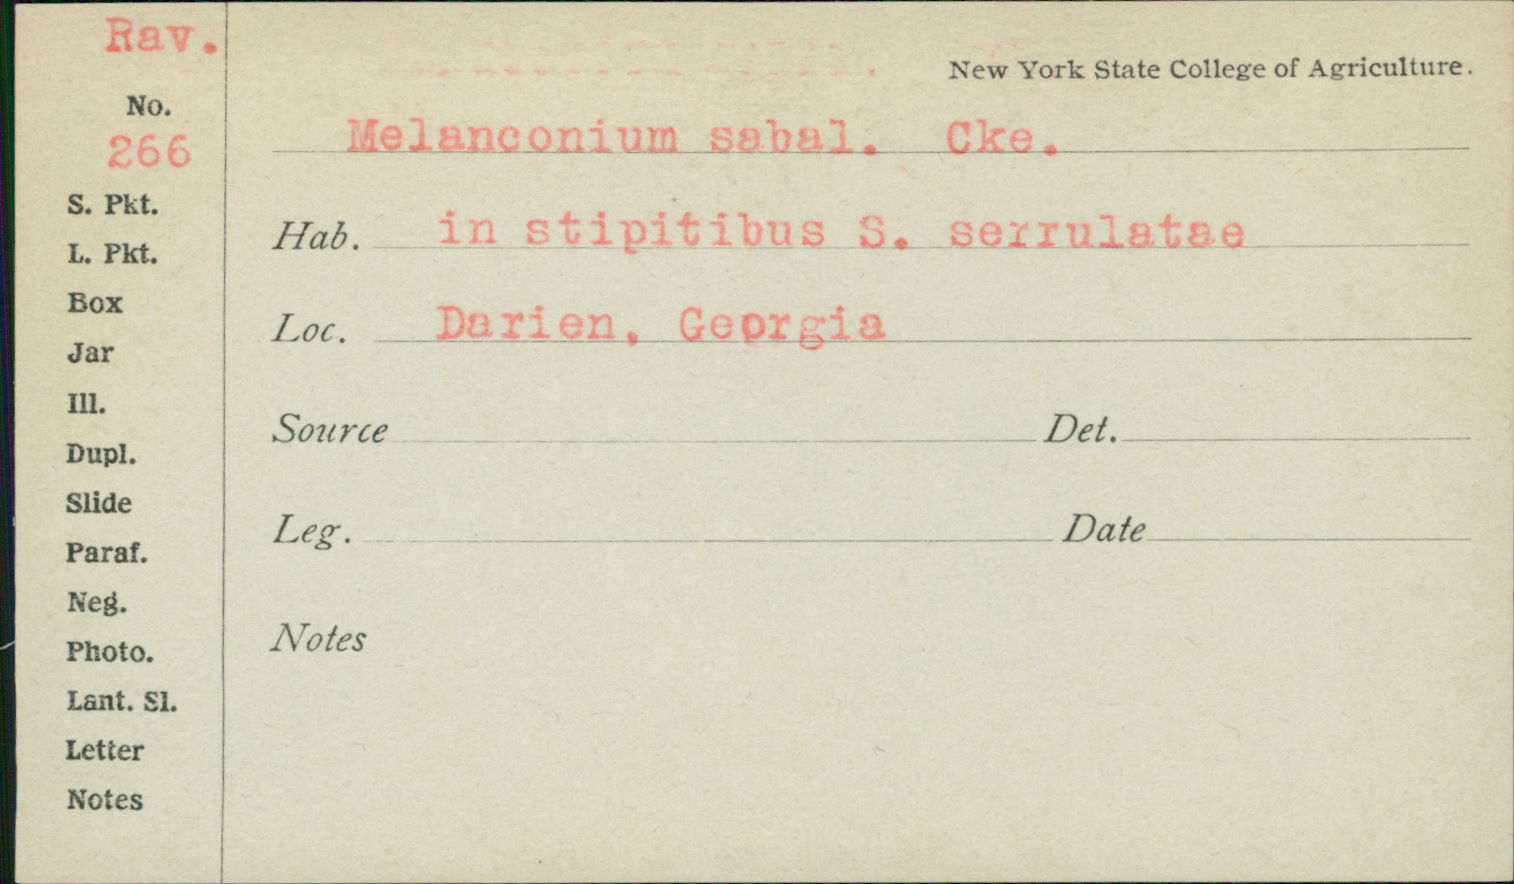 Rav.
New York State College of Agriculture.
No.
266
Melanconium sabal. Cke.
S. Pkt.
Hab. in stipitibus S. serrulatae
L. Pkt.
Box
Loc. Darien, Georgia
Jar
Ill.
Source Det.
Dupl.
Slide
Leg. Date
Paraf.
Neg.
Notes
Photo.
Lant. Sl.
Letter
Notes